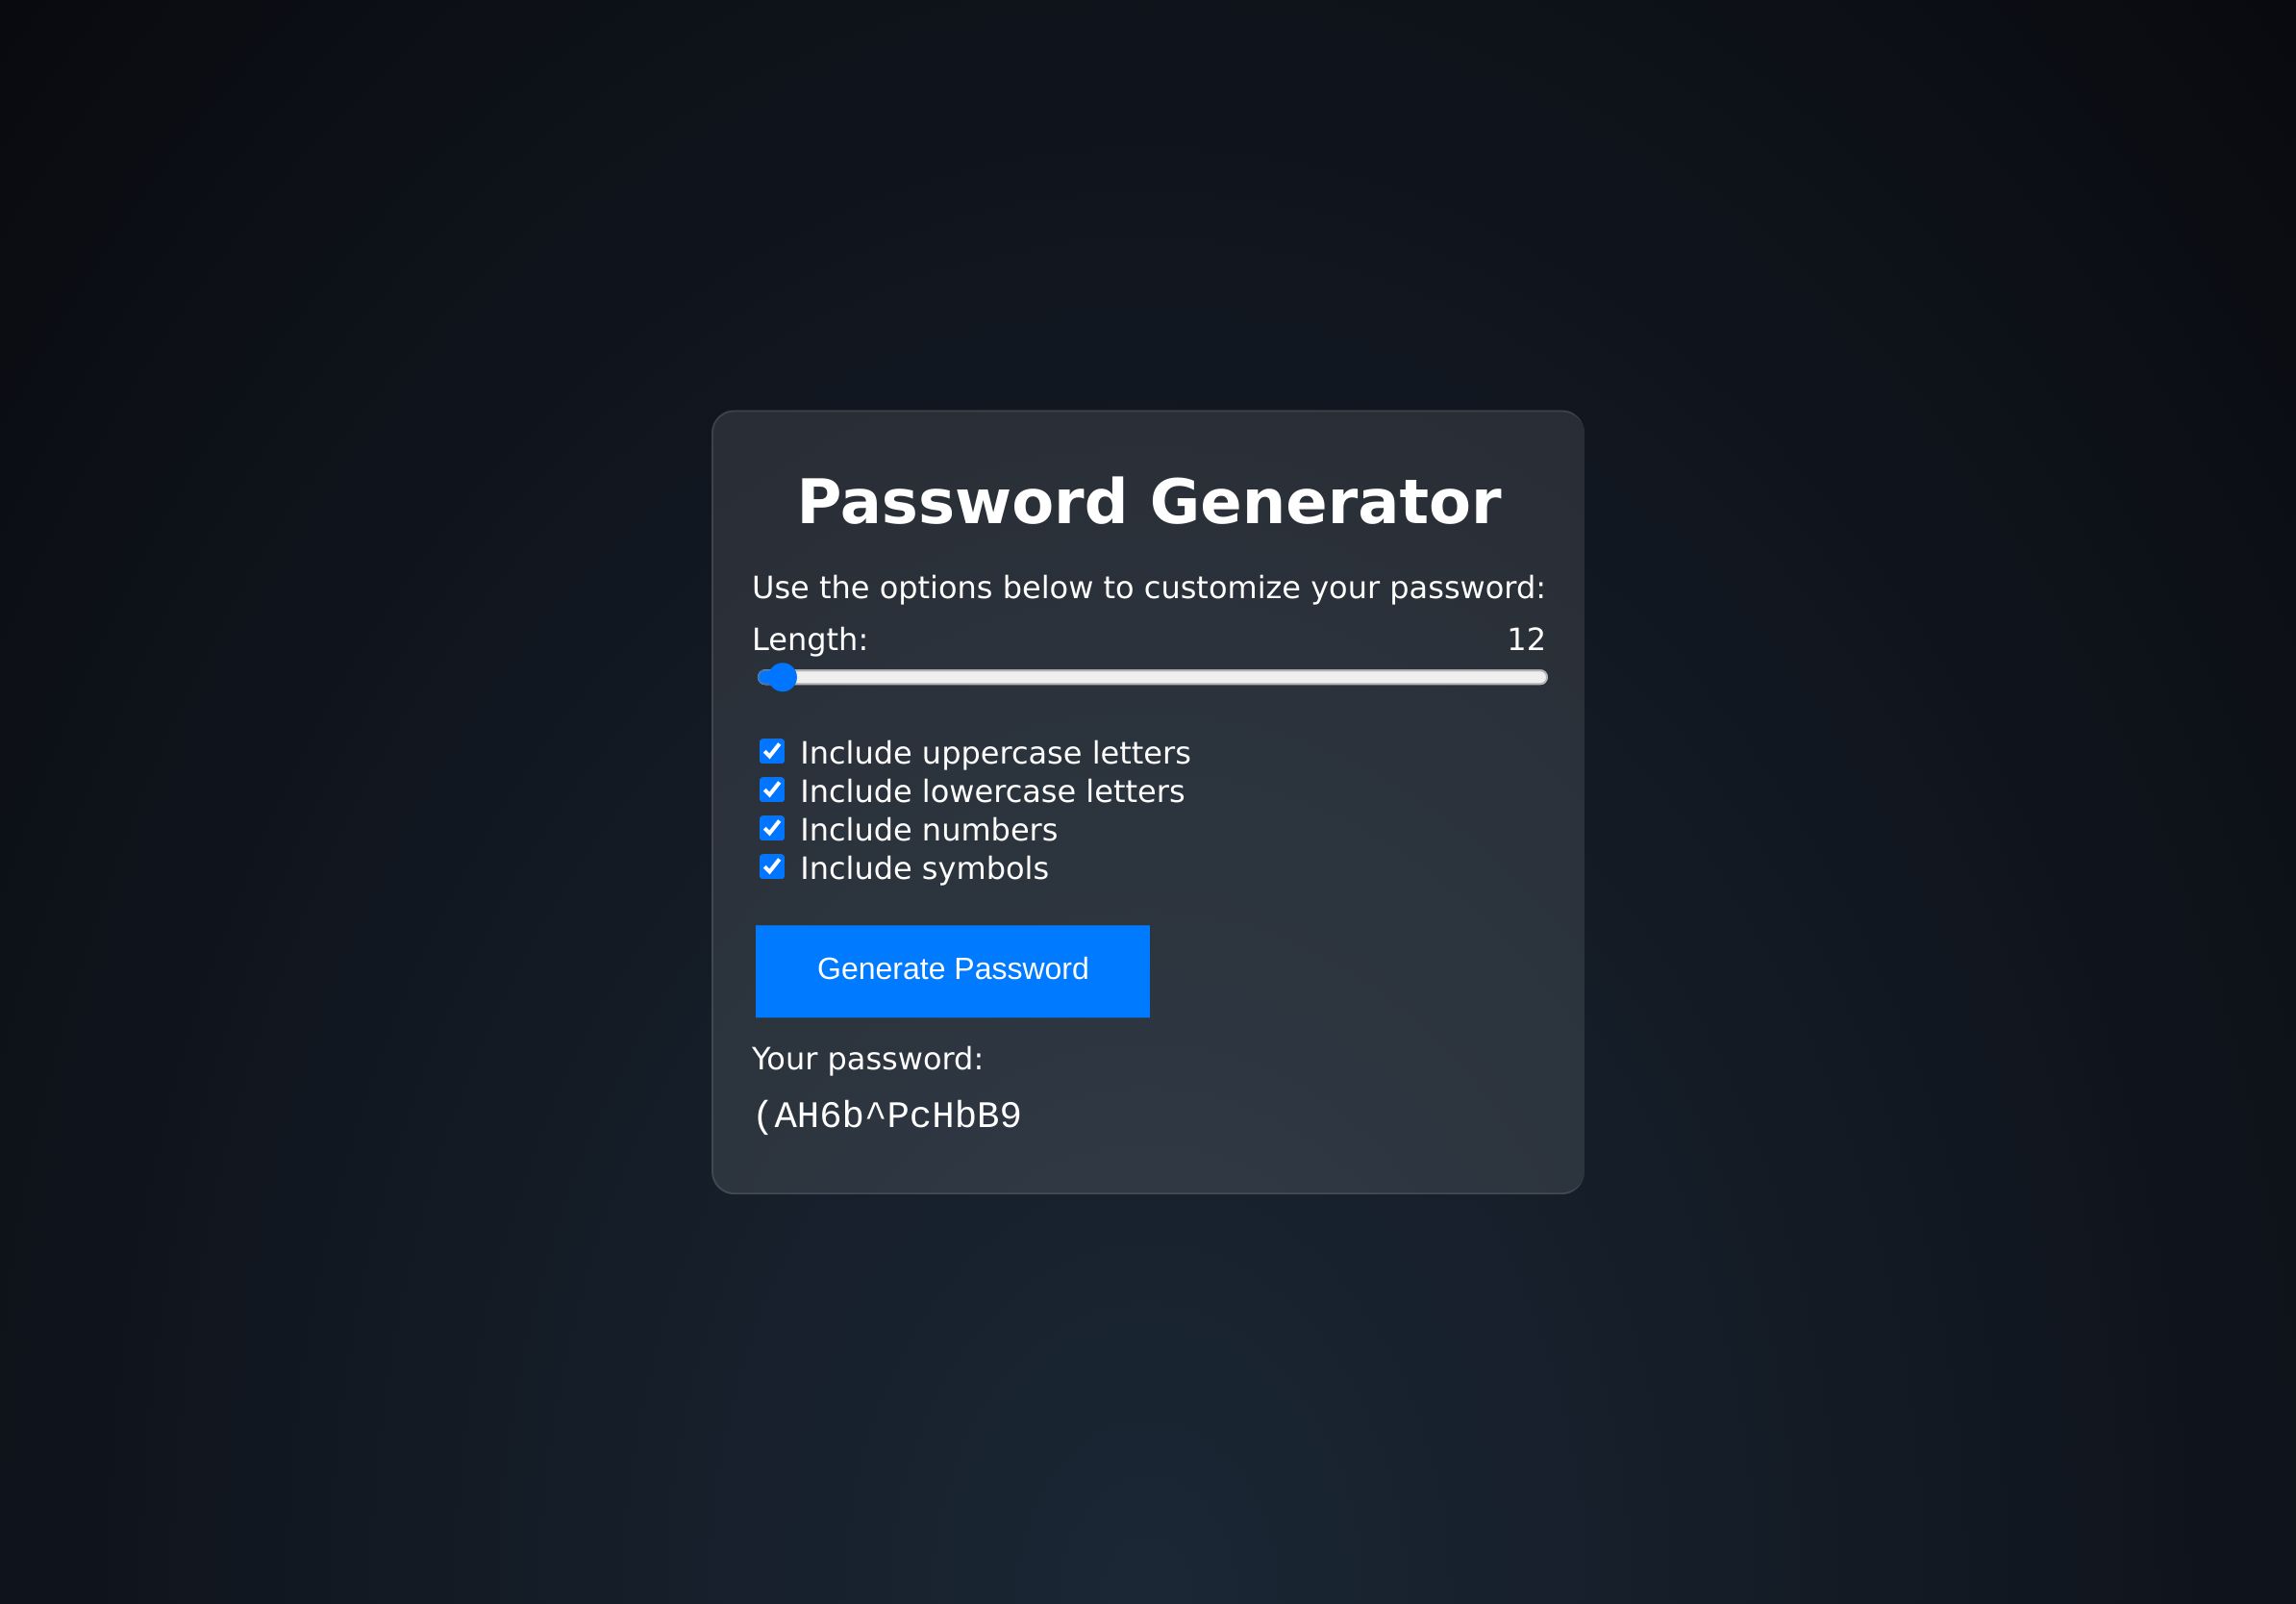 Password Generator
Use the options below to customize your password:
Length: 12
Include uppercase letters
Include lowercase letters
Include numbers
Include symbols
Generate Password
Your password:
(AH6b^PcHbB9